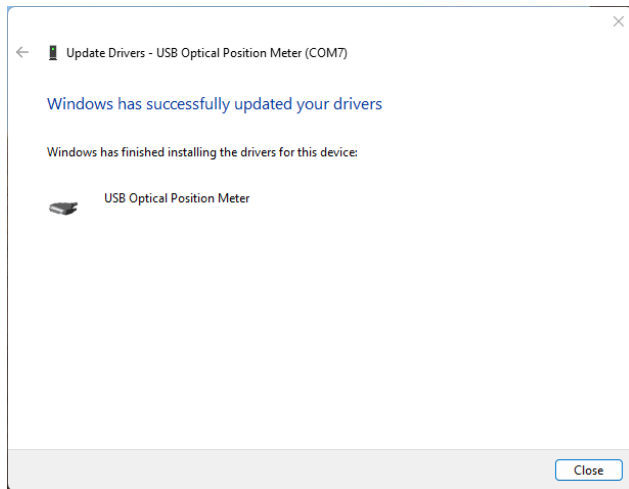 Update Drivers - USB Optical Position Meter (COM7)
Windows has successfully updated your drivers
Windows has finished installing the drivers for this device:
USB Optical Position Meter
Close